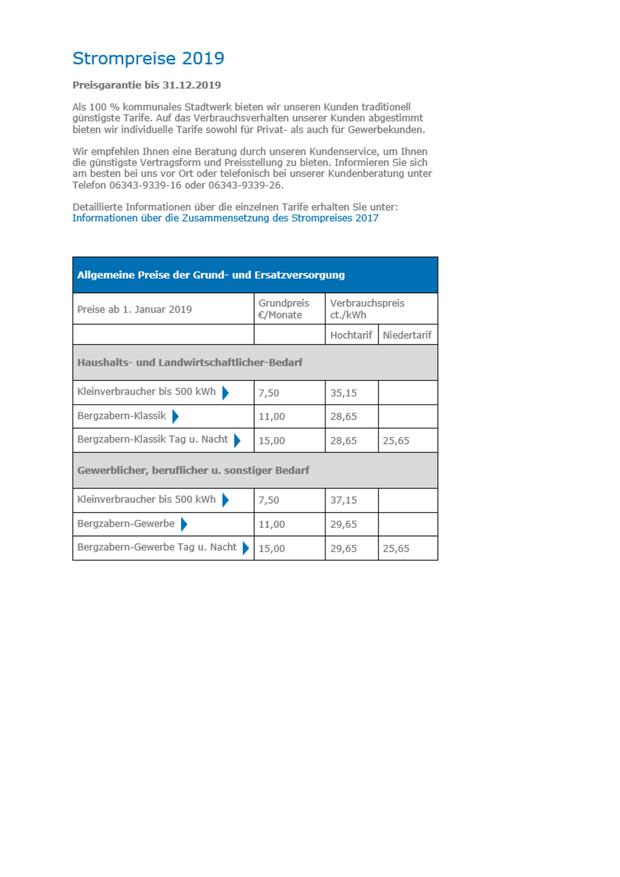 Strompreise 2019
Preisgarantie bis 31.12.2019
Als 100 % kommunales Stadtwerk bieten wir unseren Kunden traditionell
günstigste Tarife. Auf das Verbrauchsverhalten unserer Kunden abgestimmt
bieten wir individuelle Tarife sowohl für Privat- als auch für Gewerbekunden.
Wir empfehlen Ihnen eine Beratung durch unseren Kundenservice, um Ihnen
die günstigste Vertragsform und Preisstellung zu bieten. Informieren Sie sich
am besten bei uns vor Ort oder telefonisch bei unserer Kundenberatung unter
Telefon 06343-9339-16 oder 06343-9339-26.
Detaillierte Informationen über die einzelnen Tarife erhalten Sie unter:
Informationen über die Zusammensetzung des Strompreises 2017
Allgemeine Preise der Grund- und Ersatzversorgung
Preise ab 1. Januar 2019 Grundpreis €/Monate Verbrauchspreis ct./kWh
Hochtarif Niedertarif
Haushalts- und Landwirtschaftlicher-Bedarf
Kleinverbraucher bis 500 kWh 7,50 35,15
Bergzabern-Klassik 11,00 28,65
Bergzabern-Klassik Tag u. Nacht 15,00 28,65 25,65
Gewerblicher, beruflicher u. sonstiger Bedarf
Kleinverbraucher bis 500 kWh 7,50 37,15
Bergzabern-Gewerbe 11,00 29,65
Bergzabern-Gewerbe Tag u. Nacht 15,00 29,65 25,65